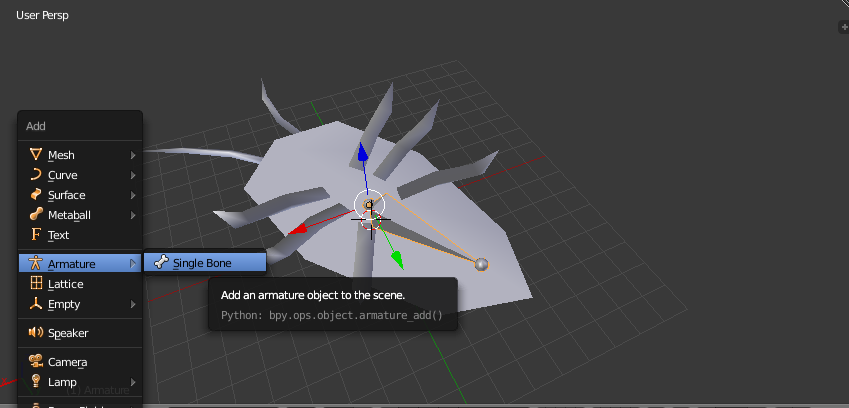 User Persp
Add
Mesh
Curve
Surface
Metaball
Text
Armature
Single Bone
Lattice
Add an armature object to the scene.
Empty
Python: bpy.ops.object.armature_add()
Speaker
Camera
Lamp
(1) Armature